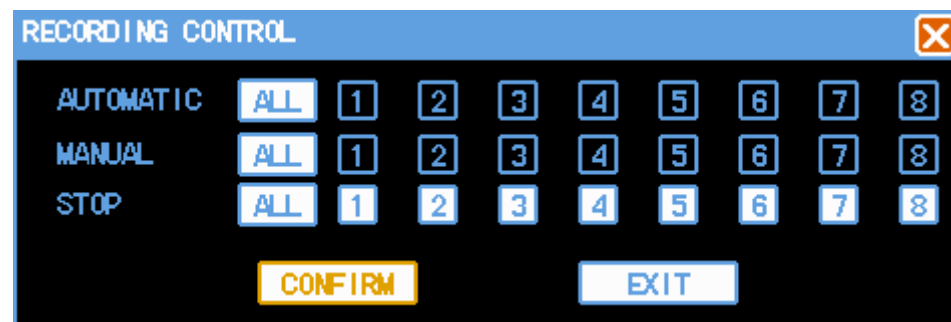 RECORDING CONTROL
AUTOMATIC ALL 1 2 3 4 5 6 7 8
MANUAL ALL 1 2 3 4 5 6 7 8
STOP ALL 1 2 3 4 5 6 7 8
CONFIRM EXIT